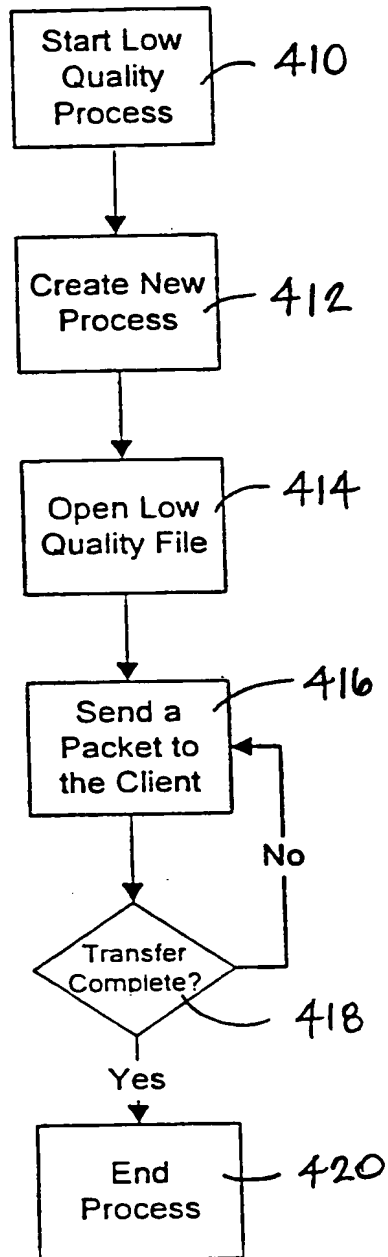 Start Low
Quality
Process
410
Create New
Process
412
Open Low
Quality File
414
Send a
Packet to
the Client
416
No
Transfer
Complete?
418
Yes
End
Process
420